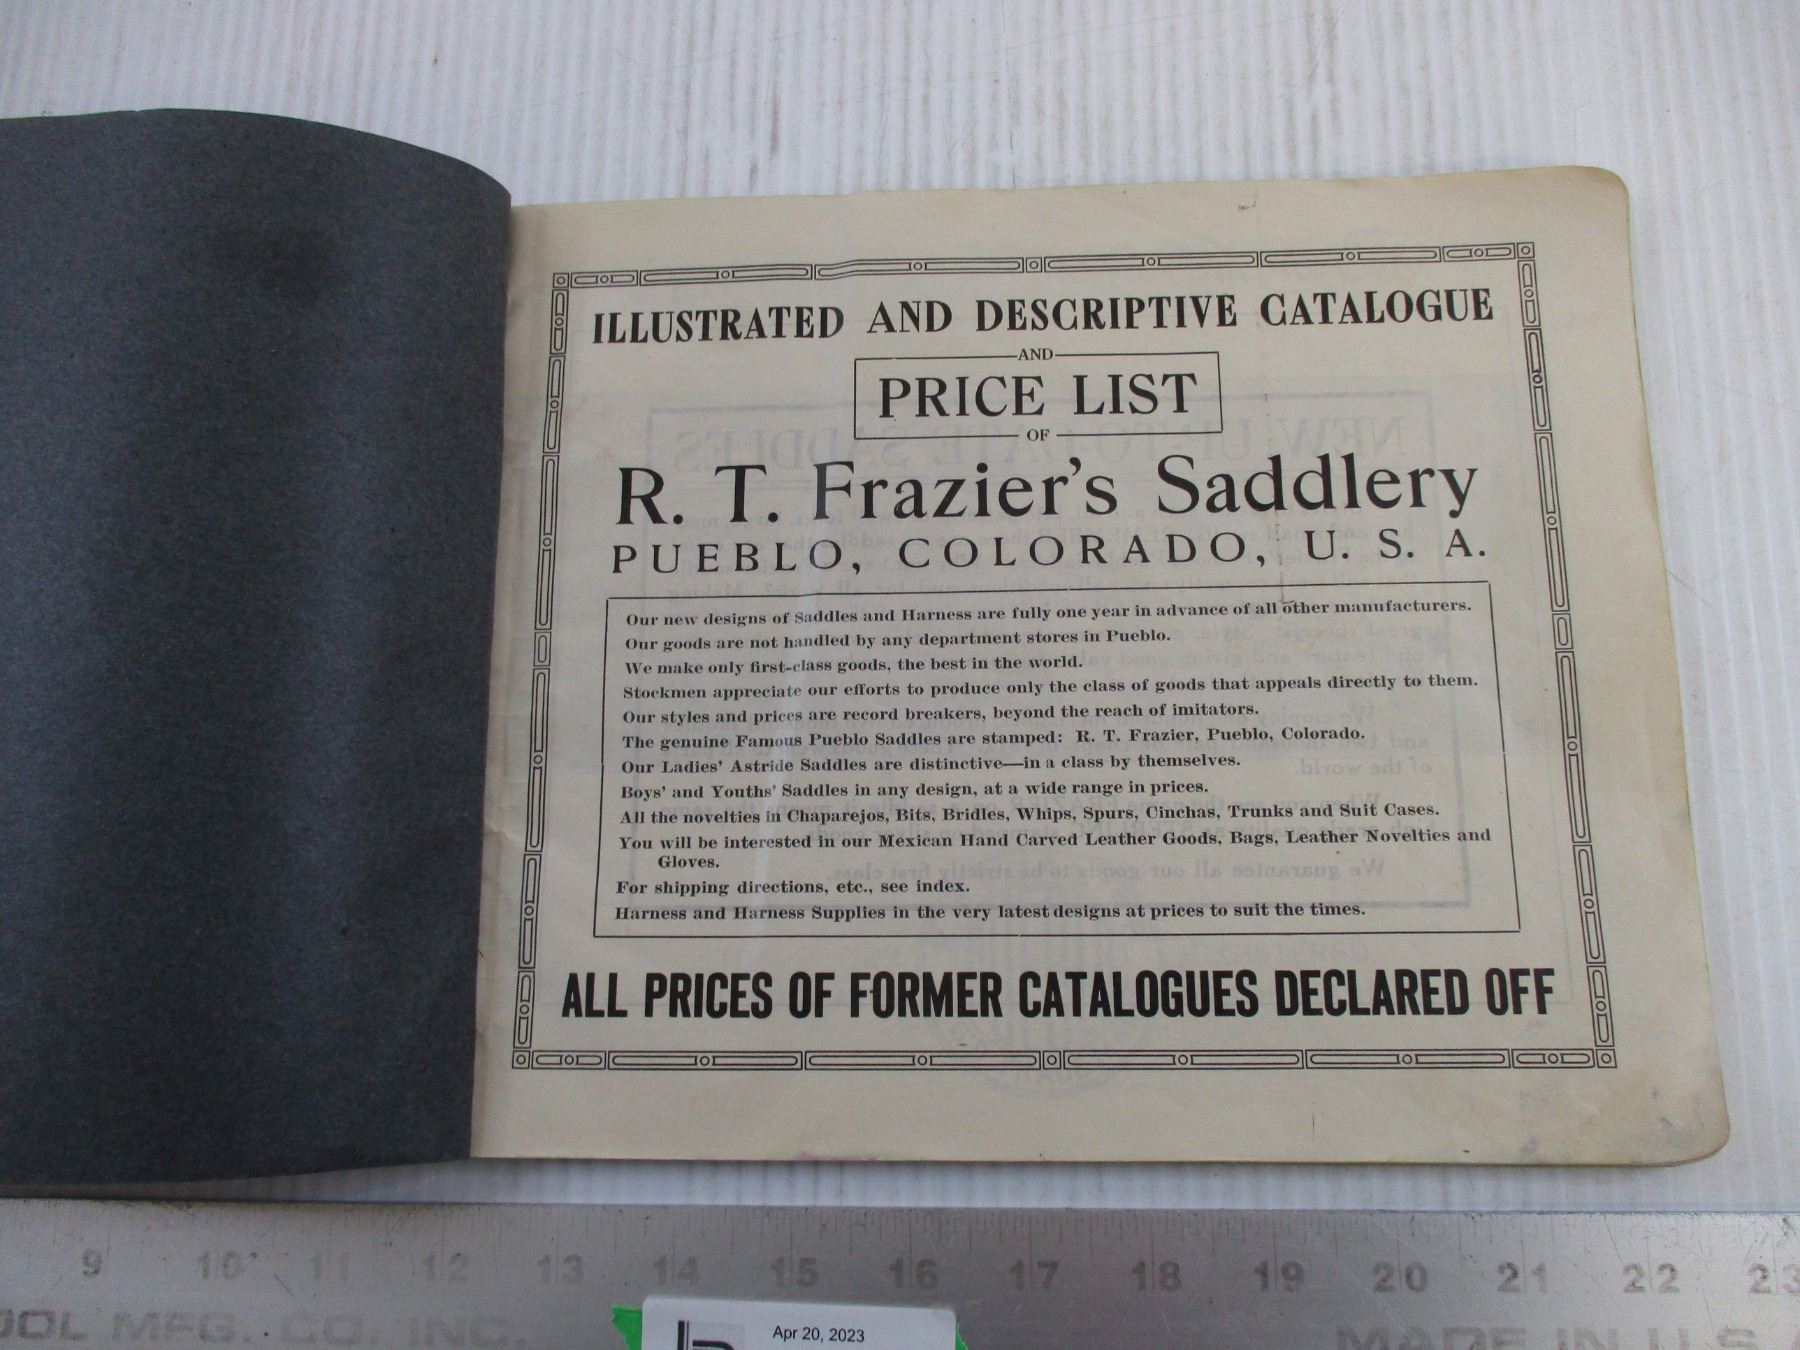 ILLUSTRATED AND DESCRIPTIVE CATALOGUE
AND
PRICE LIST
OF
R. T. Frazier's Saddlery
PUEBLO, COLORADO, U. S. A.
Our new designs of Saddles and Harness are fully one year in advance of all other manufacturers.
Our goods are not handled by any department stores in Pueblo.
We make only first-class goods, the best in the world.
Stockmen appreciate our efforts to produce only the class of goods that appeals directly to them.
Our styles and prices are record breakers, beyond the reach of imitators.
The genuine Famous Pueblo Saddles are stamped: R. T. Frazier, Pueblo, Colorado.
Our Ladies' Astride Saddles are distinctive—in a class by themselves.
Boys' and Youths' Saddles in any design, at a wide range in prices.
All the novelties in Chaparejos, Bits, Bridles, Whips, Spurs, Cinchas, Trunks and Suit Cases.
You will be interested in our Mexican Hand Carved Leather Goods, Bags, Leather Novelties and
Gloves.
For shipping directions, etc., see index.
Harness and Harness Supplies in the very latest designs at prices to suit the times.
ALL PRICES OF FORMER CATALOGUES DECLARED OFF
9 10 11 12 13 14 15 16 17 18 19 20 21 22 23
MFG. CO. INC. MADE IN U S A
Apr 20, 2023